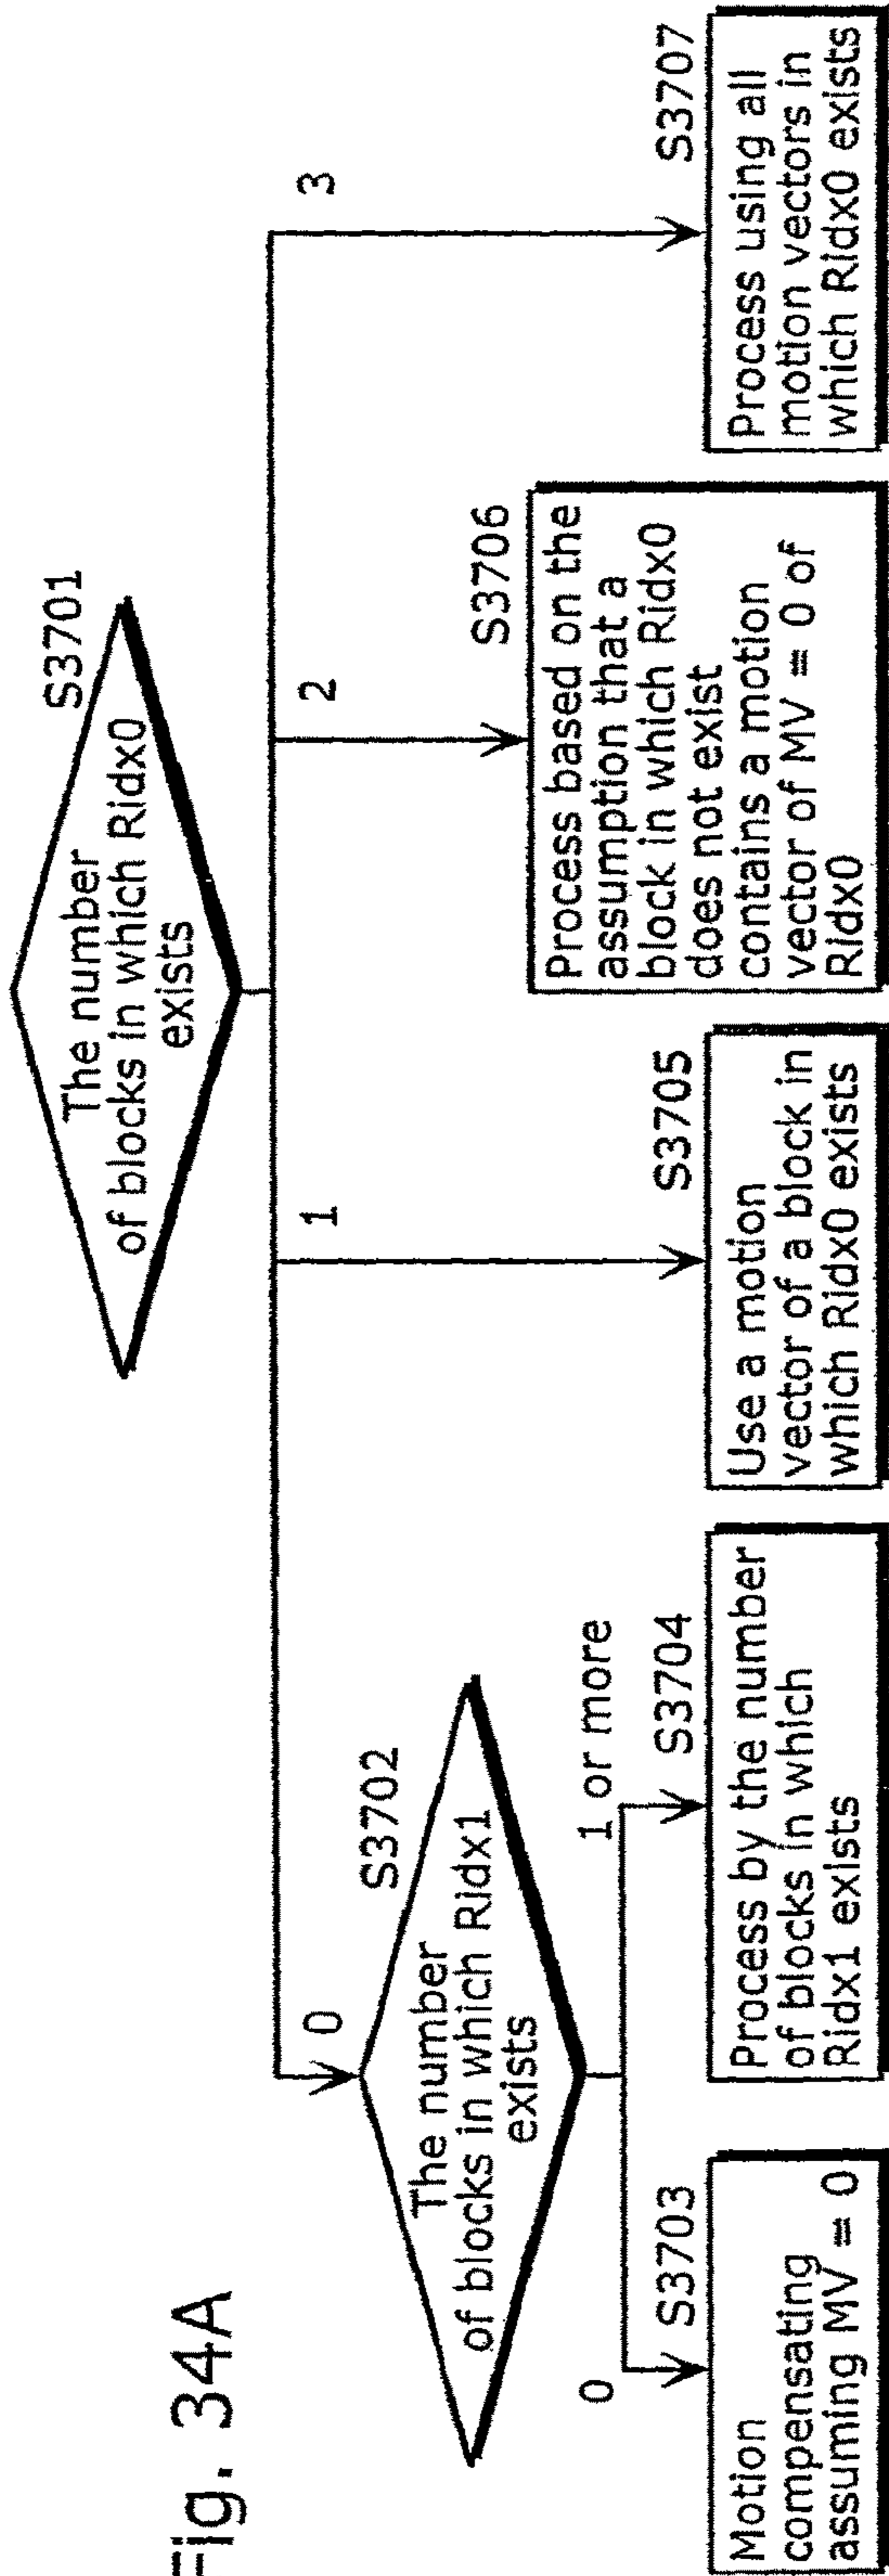 Fig. 34A
S3701
The number
of blocks in which Ridx0
exists
0
1
2
3
S3702
The number
of blocks in which Ridx1
exists
0
1 or more
S3703
Motion
compensating
assuming MV = 0
S3704
Process by the number
of blocks in which
Ridx1 exists
S3705
Use a motion
vector of a block in
which Ridx0 exists
S3706
Process based on the
assumption that a
block in which Ridx0
does not exist
contains a motion
vector of MV = 0 of
Ridx0
S3707
Process using all
motion vectors in
which Ridx0 exists